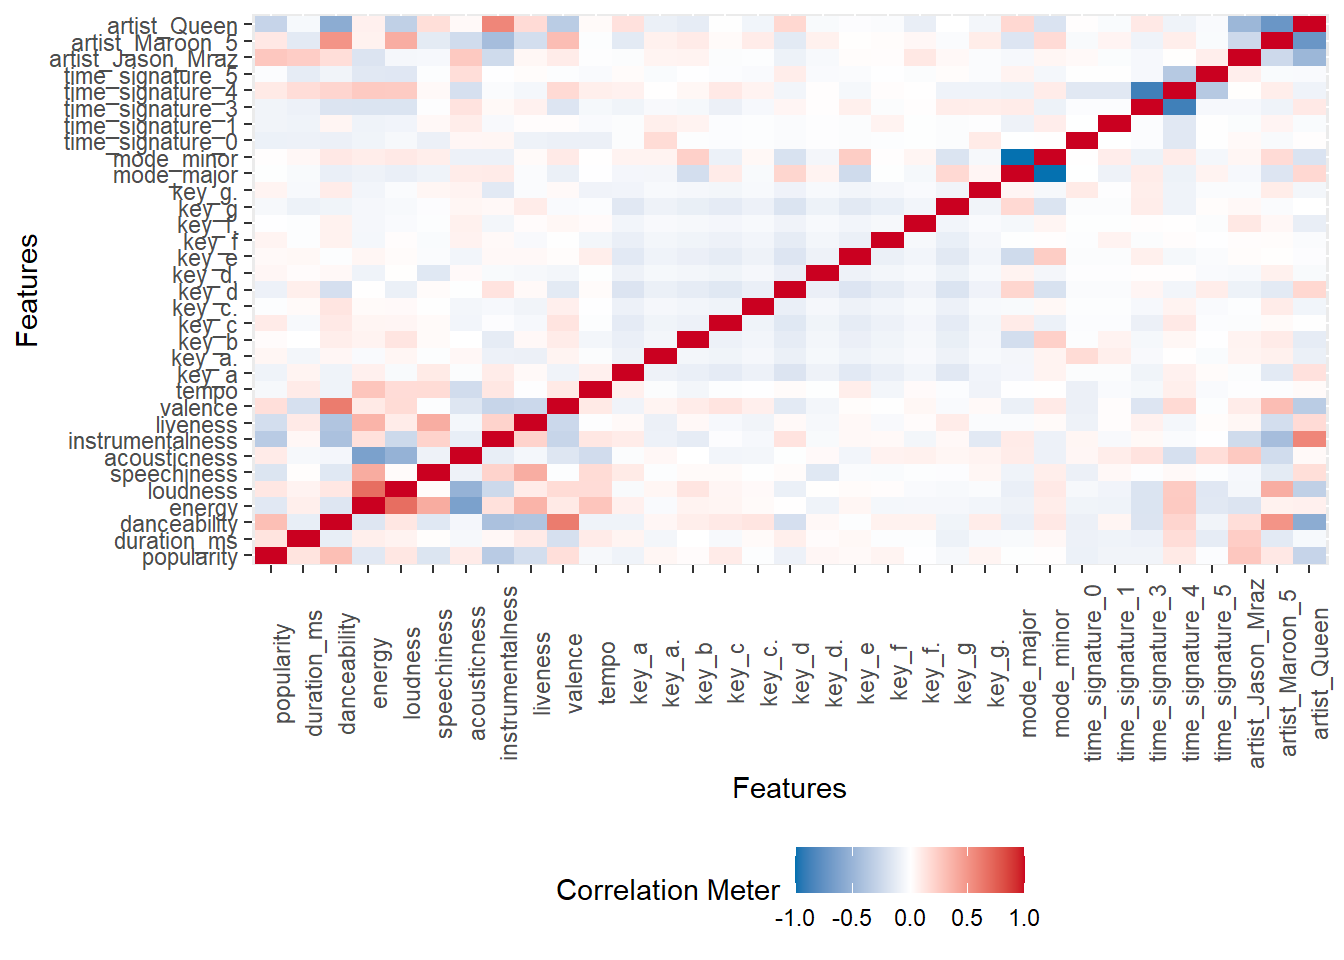 artist_Queen
artist_Maroon_5
artist_Jason_Mraz
time_signature_5
time_signature_4
time_signature_3
time_signature_1
time_signature_0
mode_minor
mode_major
key_g.
key_g
key_f.
key_f
key_e
key_d.
key_d
key_c.
key_c
key_b
key_a.
key_a
tempo
valence
liveness
instrumentalness
acousticness
speechiness
loudness
energy
danceability
duration_ms
popularity
Features
popularity
duration_ms
danceability
energy
loudness
speechiness
acousticness
instrumentalness
liveness
valence
tempo
key_a
key_a.
key_b
key_c
key_c.
key_d
key_d.
key_e
key_f
key_f.
key_g
key_g.
mode_major
mode_minor
time_signature_0
time_signature_1
time_signature_3
time_signature_4
time_signature_5
artist_Jason_Mraz
artist_Maroon_5
artist_Queen
Features
Correlation Meter
-1.0 -0.5 0.0 0.5 1.0